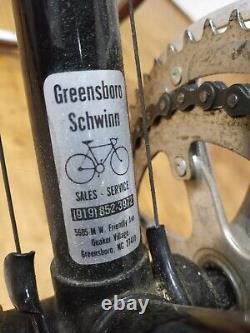 Greensboro
Schwinn
SALES - SERVICE
(919) 852-3972
5605 M W. Friendly Ave
Quaker Village
Greensboro, NC 27410